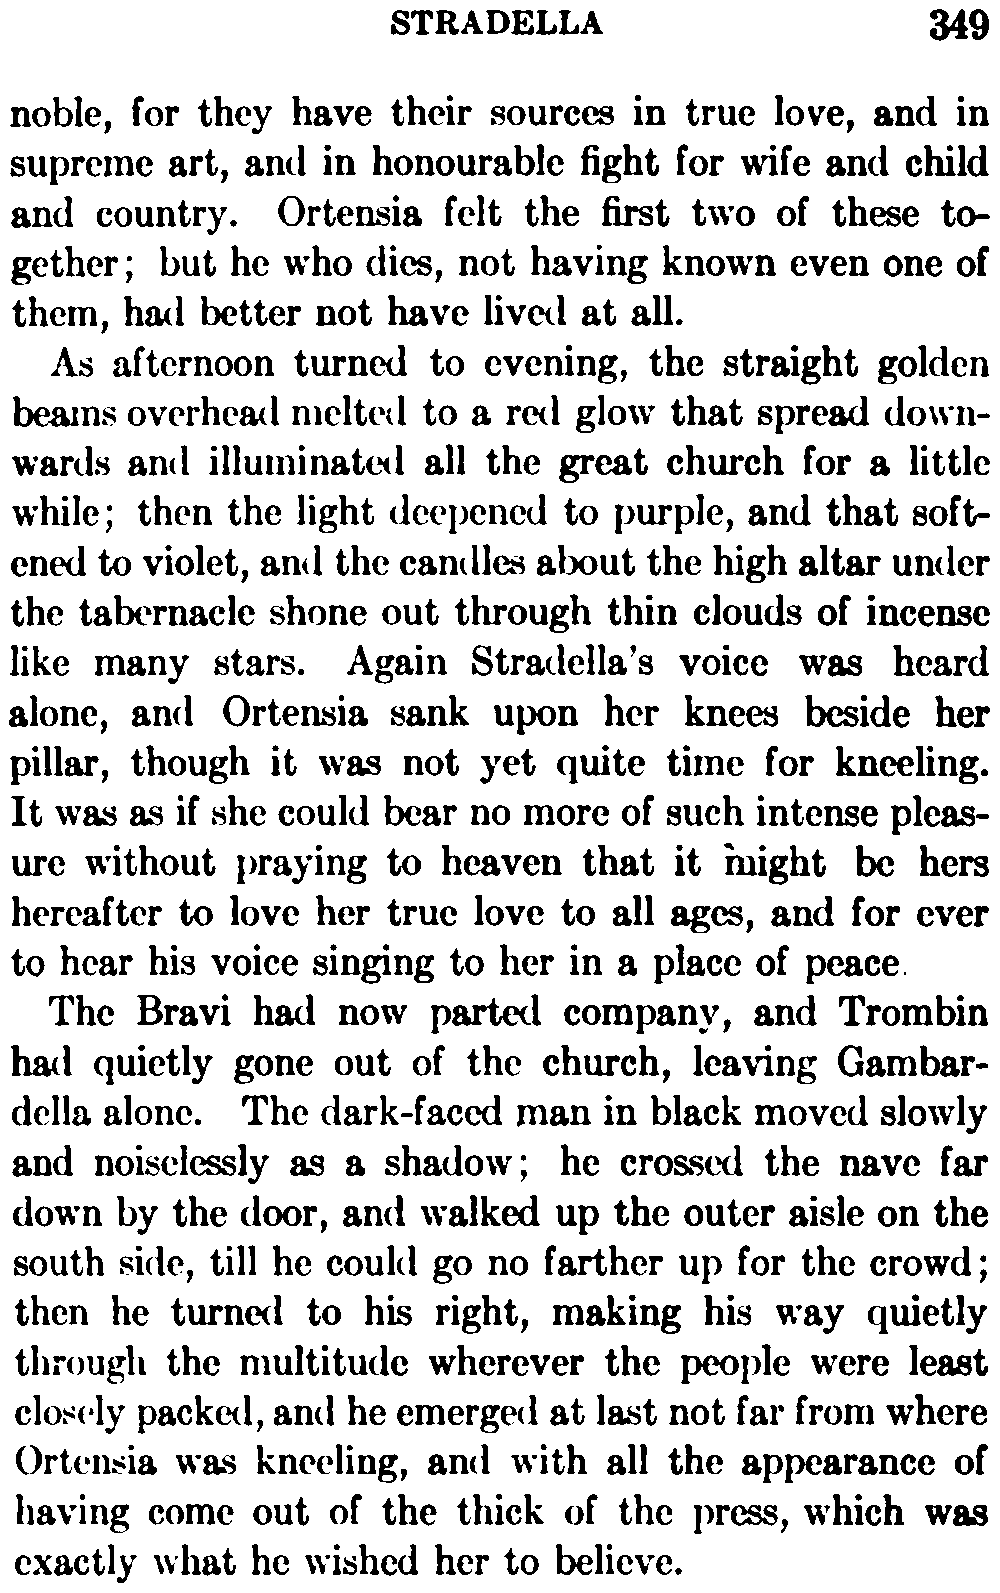 STRADELLA 349
noble, for they have their sources in true love, and in
supreme art, and in honourable fight for wife and child
and country. Ortensia felt the first two of these to-
gether; but he who dies, not having known even one of
them, had better not have lived at all.
As afternoon turned to evening, the straight golden
beams overhead melted to a red glow that spread down-
wards and illuminated all the great church for a little
while; then the light deepened to purple, and that soft-
ened to violet, and the candles about the high altar under
the tabernacle shone out through thin clouds of incense
like many stars. Again Stradella's voice was heard
alone, and Ortensia sank upon her knees beside her
pillar, though it was not yet quite time for kneeling.
It was as if she could bear no more of such intense pleas-
ure without praying to heaven that it might be hers
hereafter to love her true love to all ages, and for ever
to hear his voice singing to her in a place of peace.
The Bravi had now parted company, and Trombin
had quietly gone out of the church, leaving Gambar-
della alone. The dark-faced man in black moved slowly
and noiselessly as a shadow; he crossed the nave far
down by the door, and walked up the outer aisle on the
south side, till he could go no farther up for the crowd;
then he turned to his right, making his way quietly
through the multitude wherever the people were least
closely packed, and he emerged at last not far from where
Ortensia was kneeling, and with all the appearance of
having come out of the thick of the press, which was
exactly what he wished her to believe.